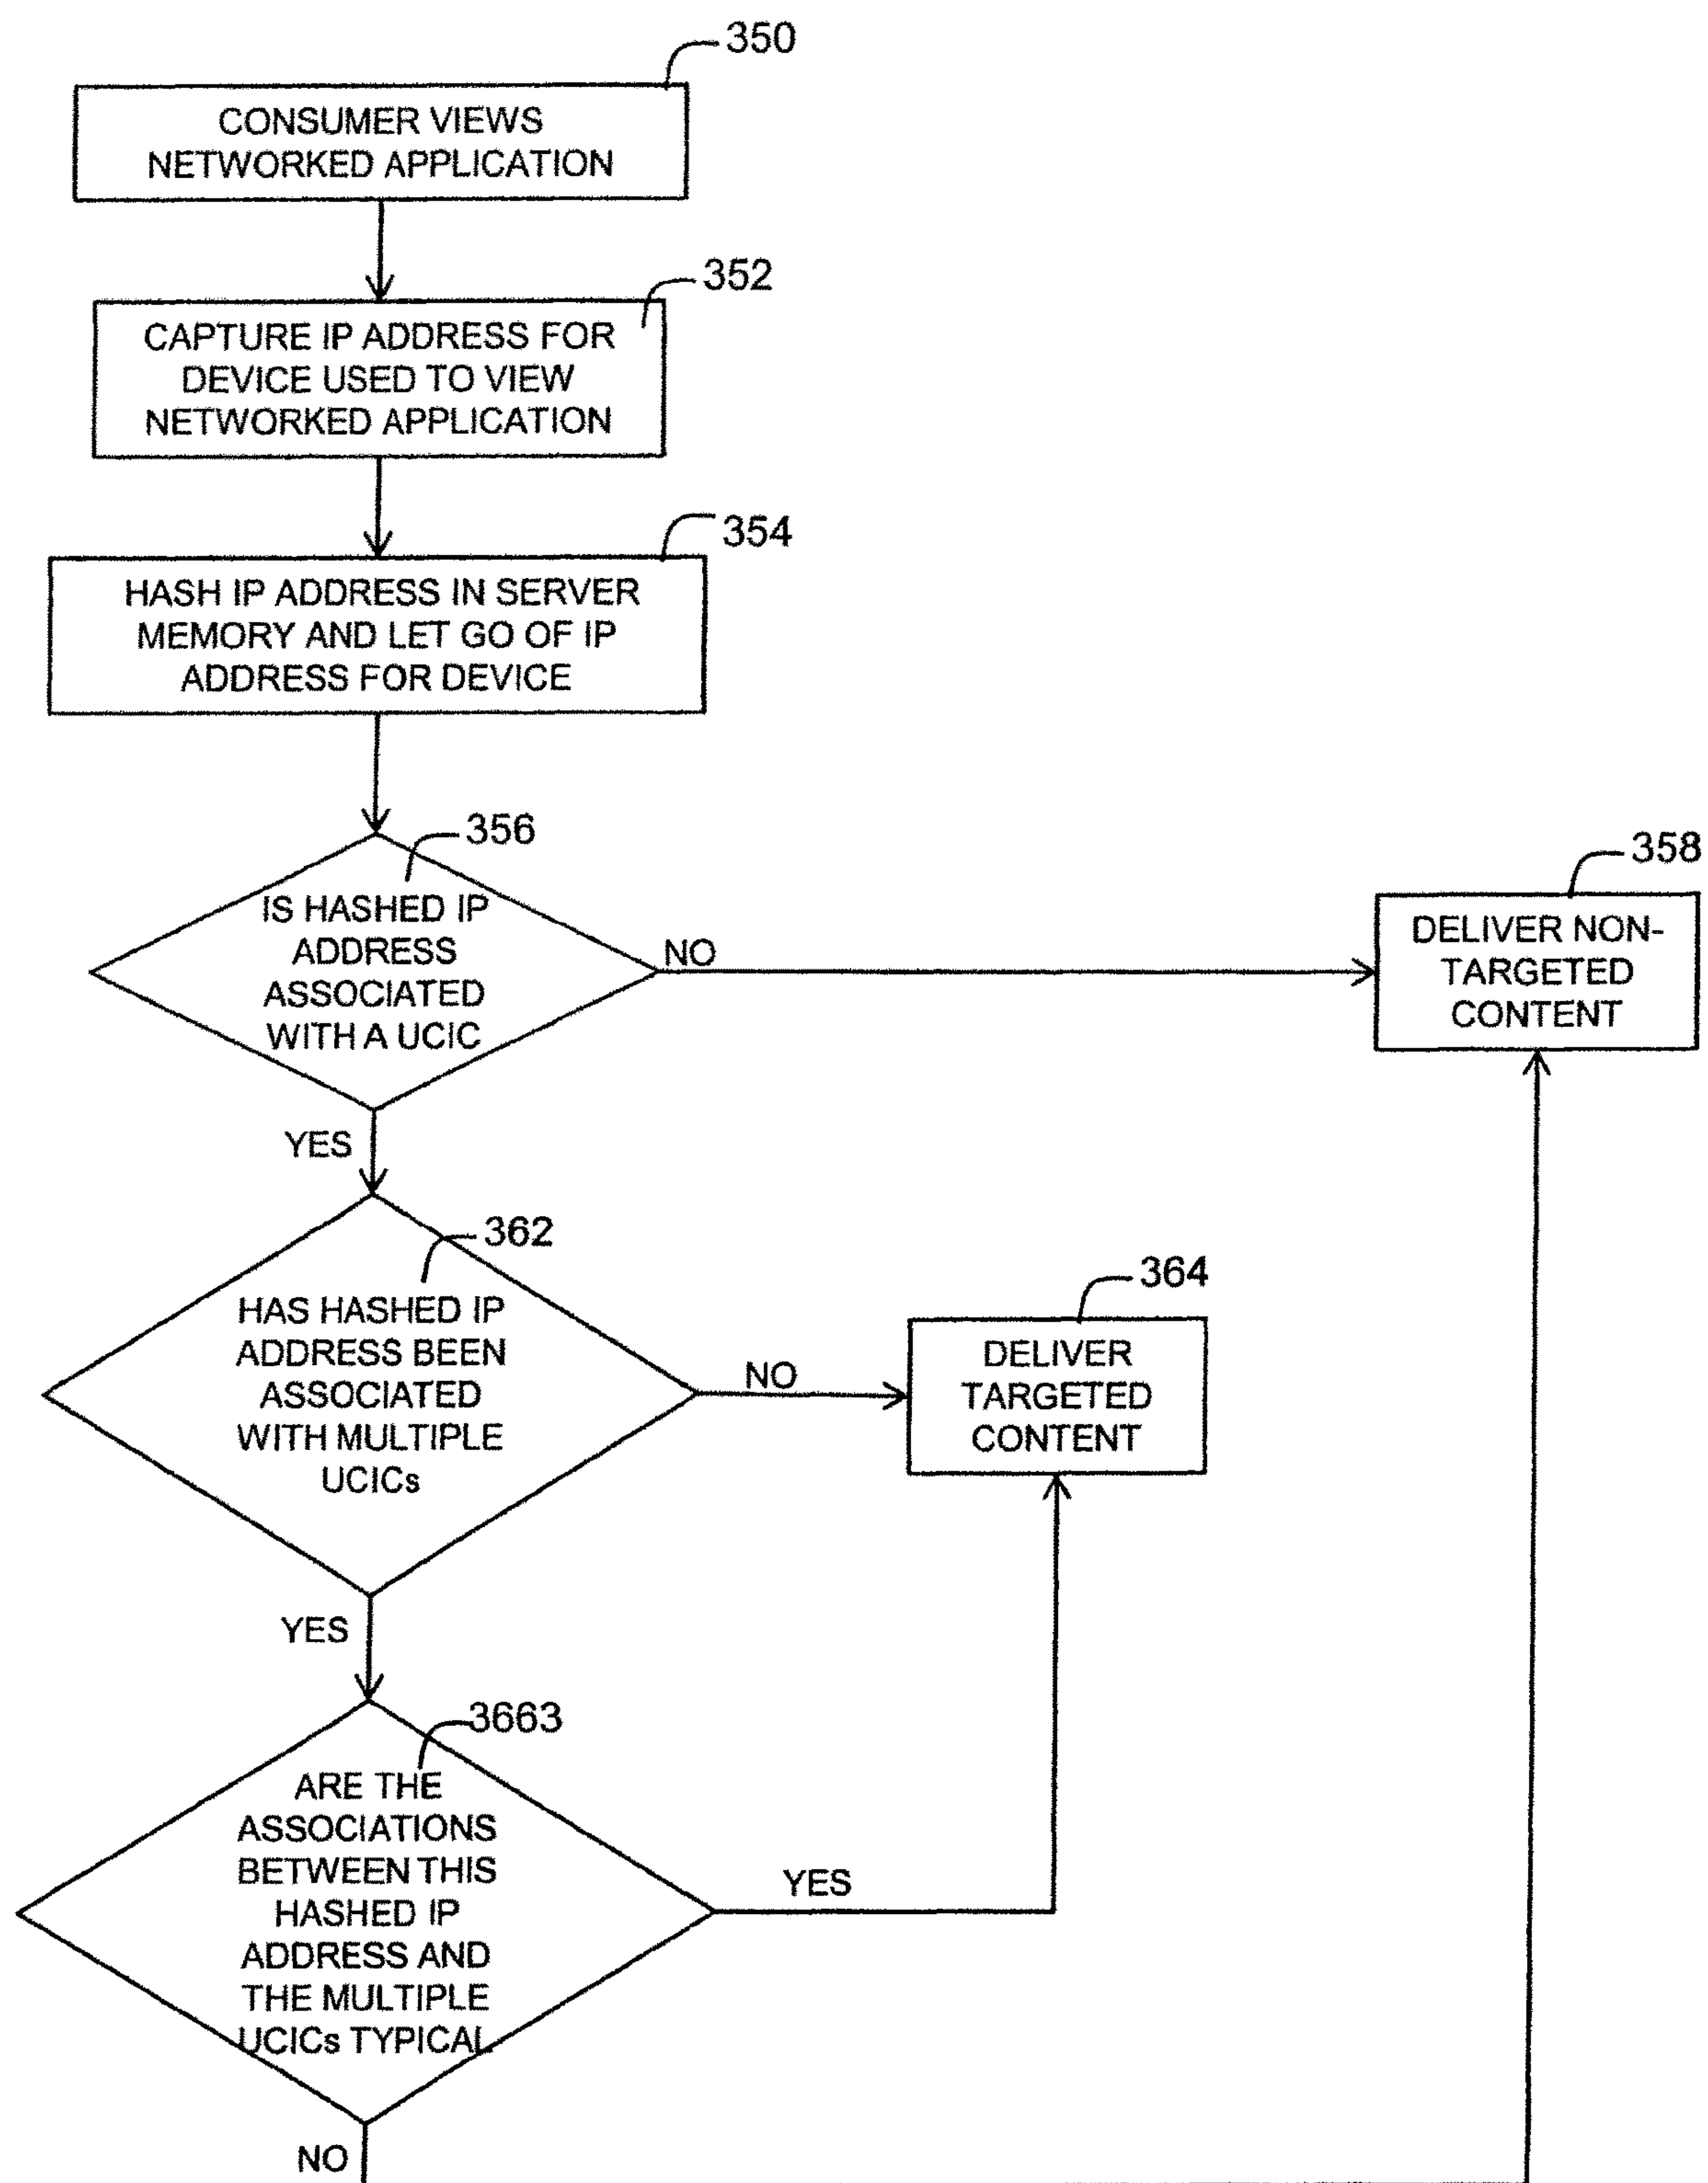 350
CONSUMER VIEWS
NETWORKED APPLICATION
352
CAPTURE IP ADDRESS FOR
DEVICE USED TO VIEW
NETWORKED APPLICATION
354
HASH IP ADDRESS IN SERVER
MEMORY AND LET GO OF IP
ADDRESS FOR DEVICE
356
IS HASHED IP
ADDRESS
ASSOCIATED
WITH A UCIC
NO
358
DELIVER NON-
TARGETED
CONTENT
YES
362
HAS HASHED IP
ADDRESS BEEN
ASSOCIATED
WITH MULTIPLE
UCICs
NO
364
DELIVER
TARGETED
CONTENT
YES
3663
ARE THE
ASSOCIATIONS
BETWEEN THIS
HASHED IP
ADDRESS AND
THE MULTIPLE
UCICs TYPICAL
YES
NO